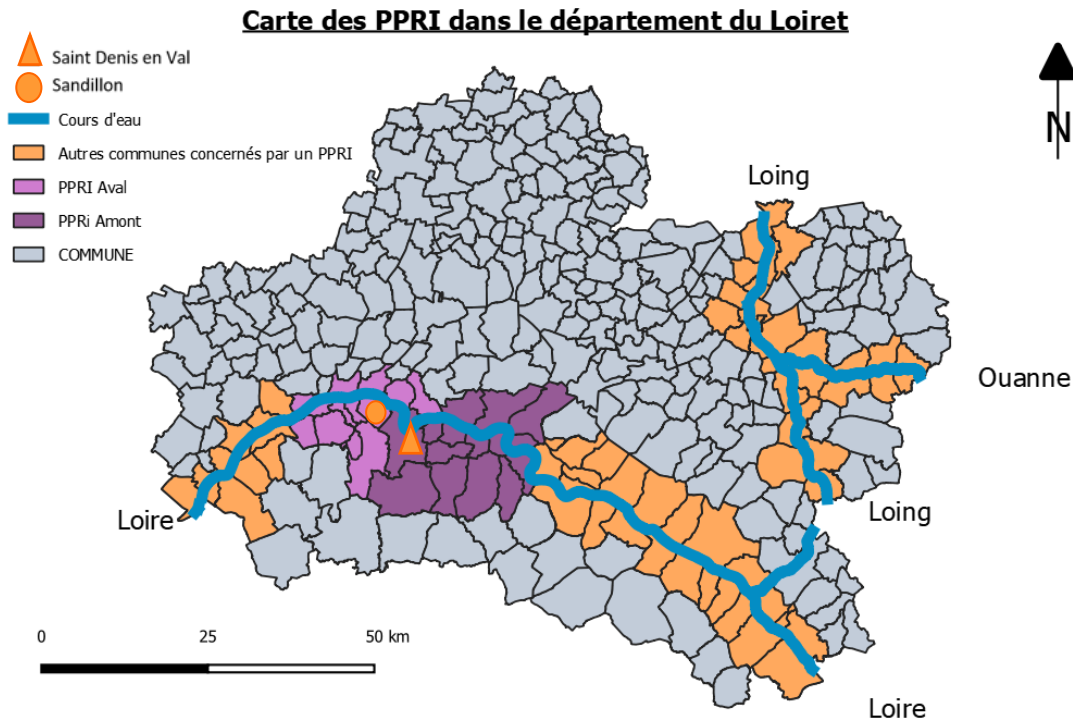 Carte des PPRI dans le département du Loiret
Saint Denis en Val
Sandillon
Cours d'eau
Autres communes concernés par un PPRI
PPRI Aval
PPRi Amont
COMMUNE
N
Loing
Ouanne
Loire
Loing
0 25 50 km
Loire